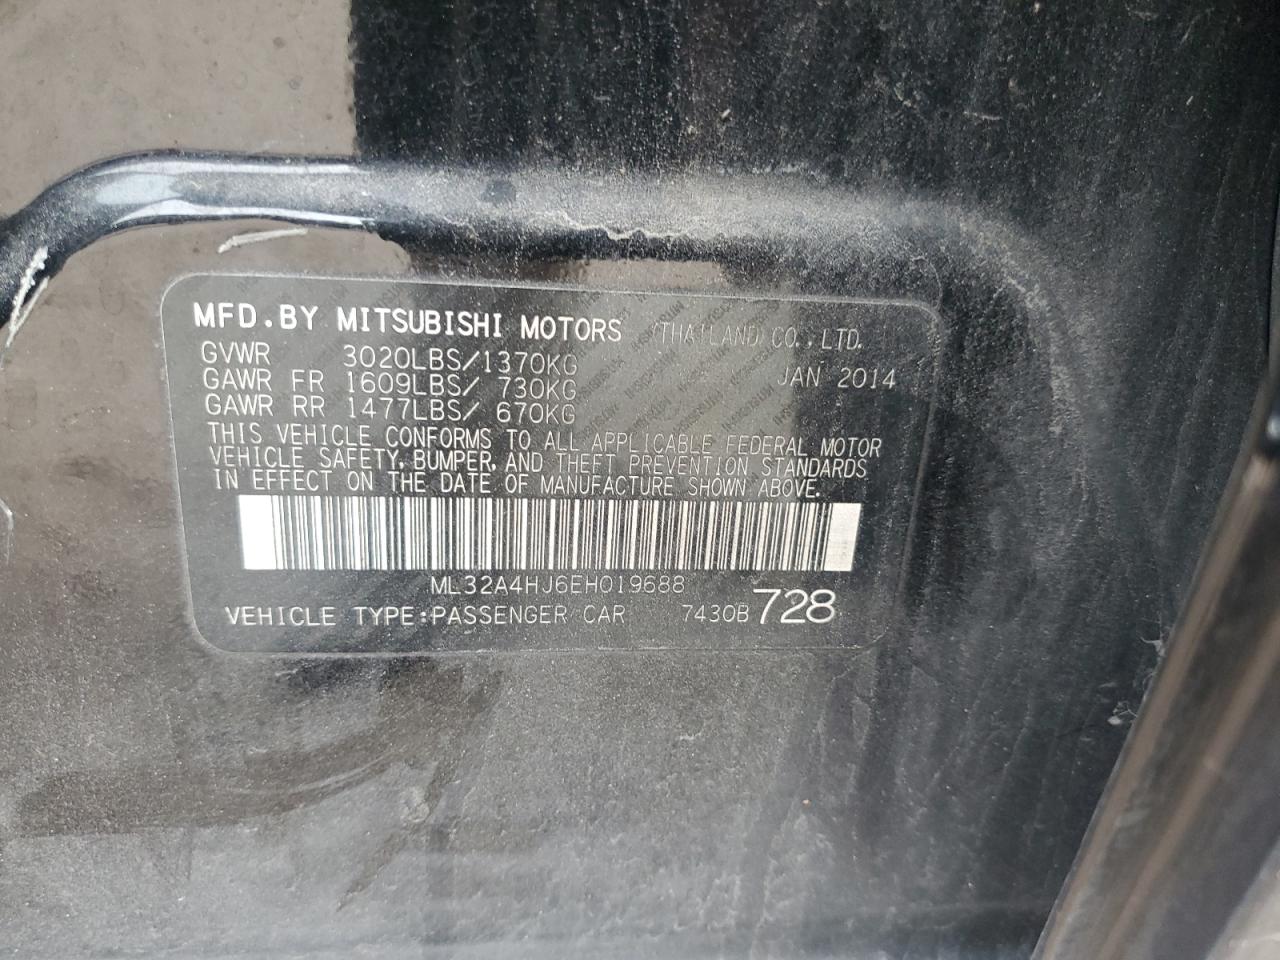 MFD.BY MITSUBISHI MOTORS (THAILAND) CO.,LTD.
GVWR 3020LBS/1370KG JAN 2014
GAWR FR 1609LBS/ 730KG
GAWR RR 1477LBS/ 670KG
THIS VEHICLE CONFORMS TO ALL APPLICABLE FEDERAL MOTOR
VEHICLE SAFETY, BUMPER, AND THEFT PREVENTION STANDARDS
IN EFFECT ON THE DATE OF MANUFACTURE SHOWN ABOVE.
ML32A4HJ6EH019688
VEHICLE TYPE:PASSENGER CAR 7430B 728